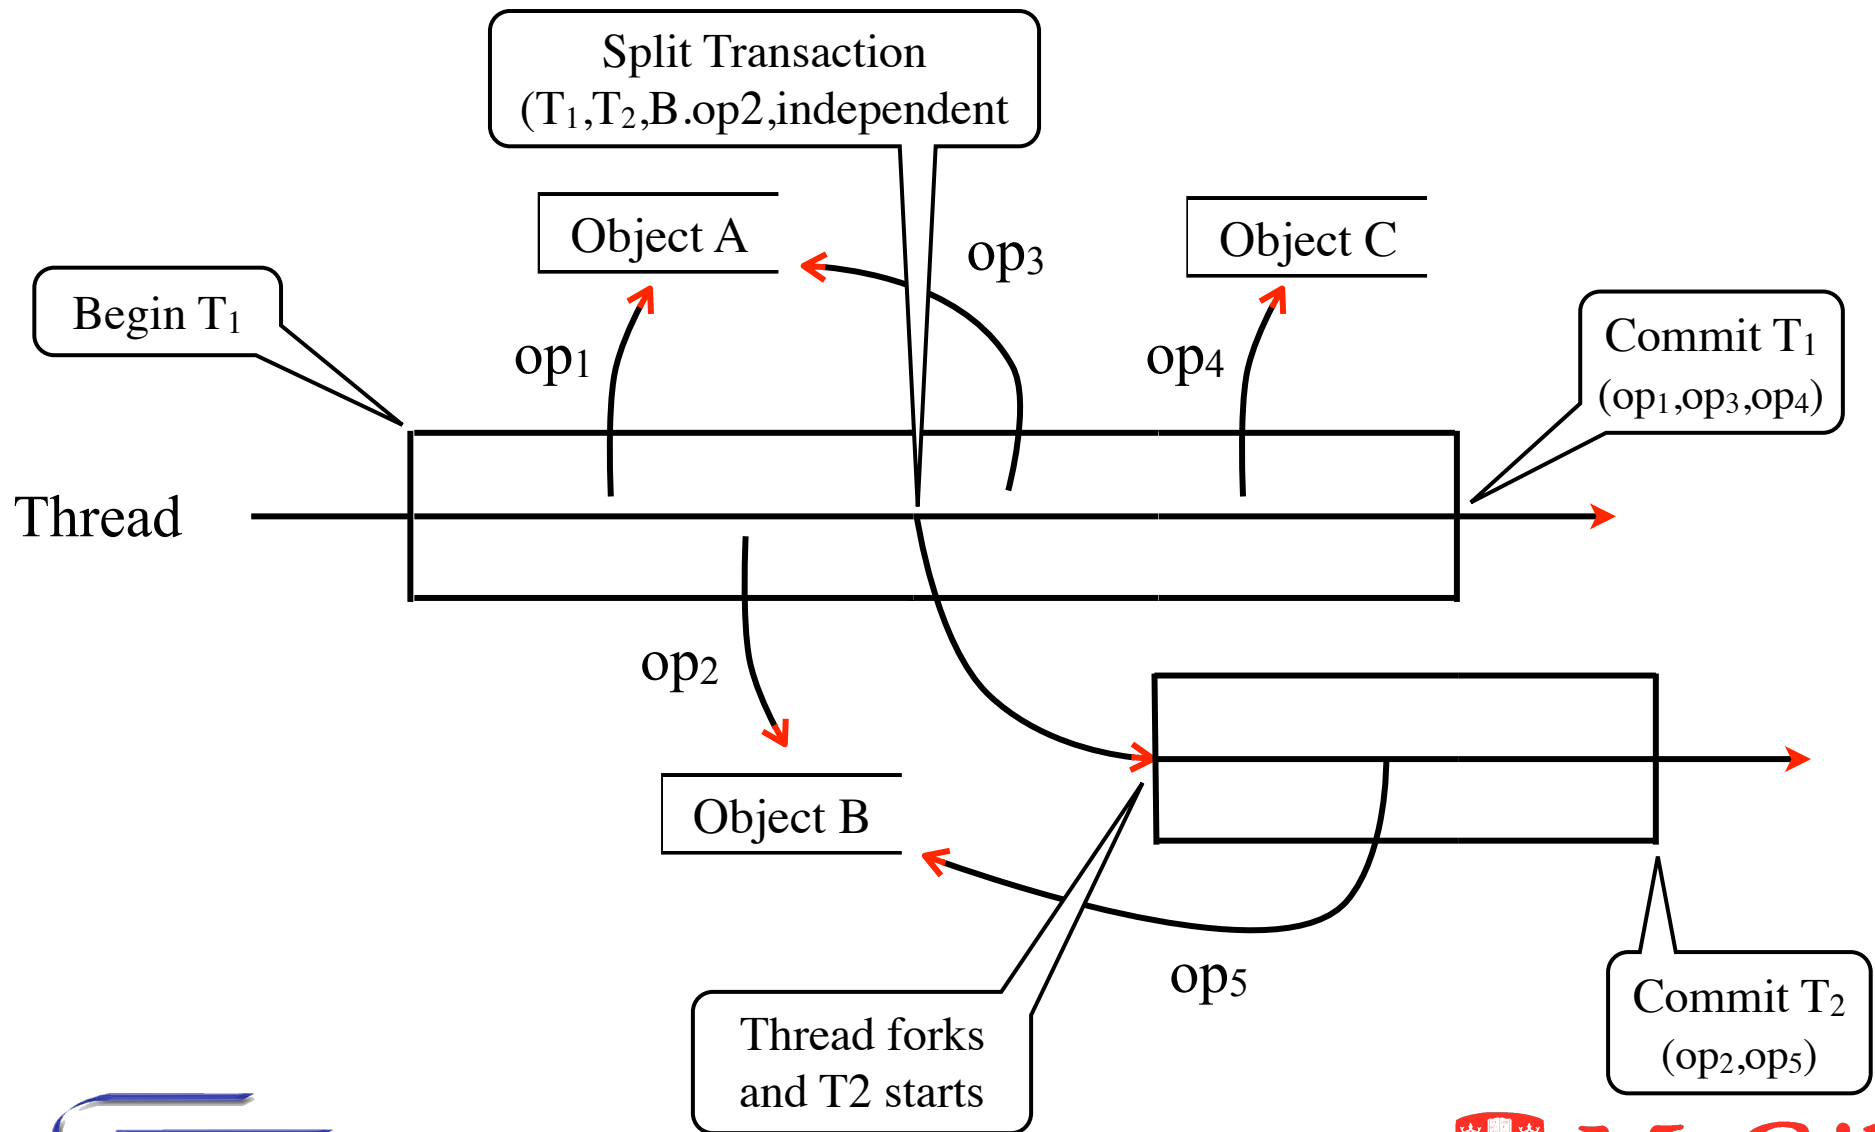 Split Transaction
(T₁,T₂,B.op2,independent
Object A
op₃
Object C
Begin T₁
op₁
op₄
Commit T₁
(op₁,op₃,op₄)
Thread
op₂
Object B
op₅
Thread forks
and T2 starts
Commit T₂
(op₂,op₅)